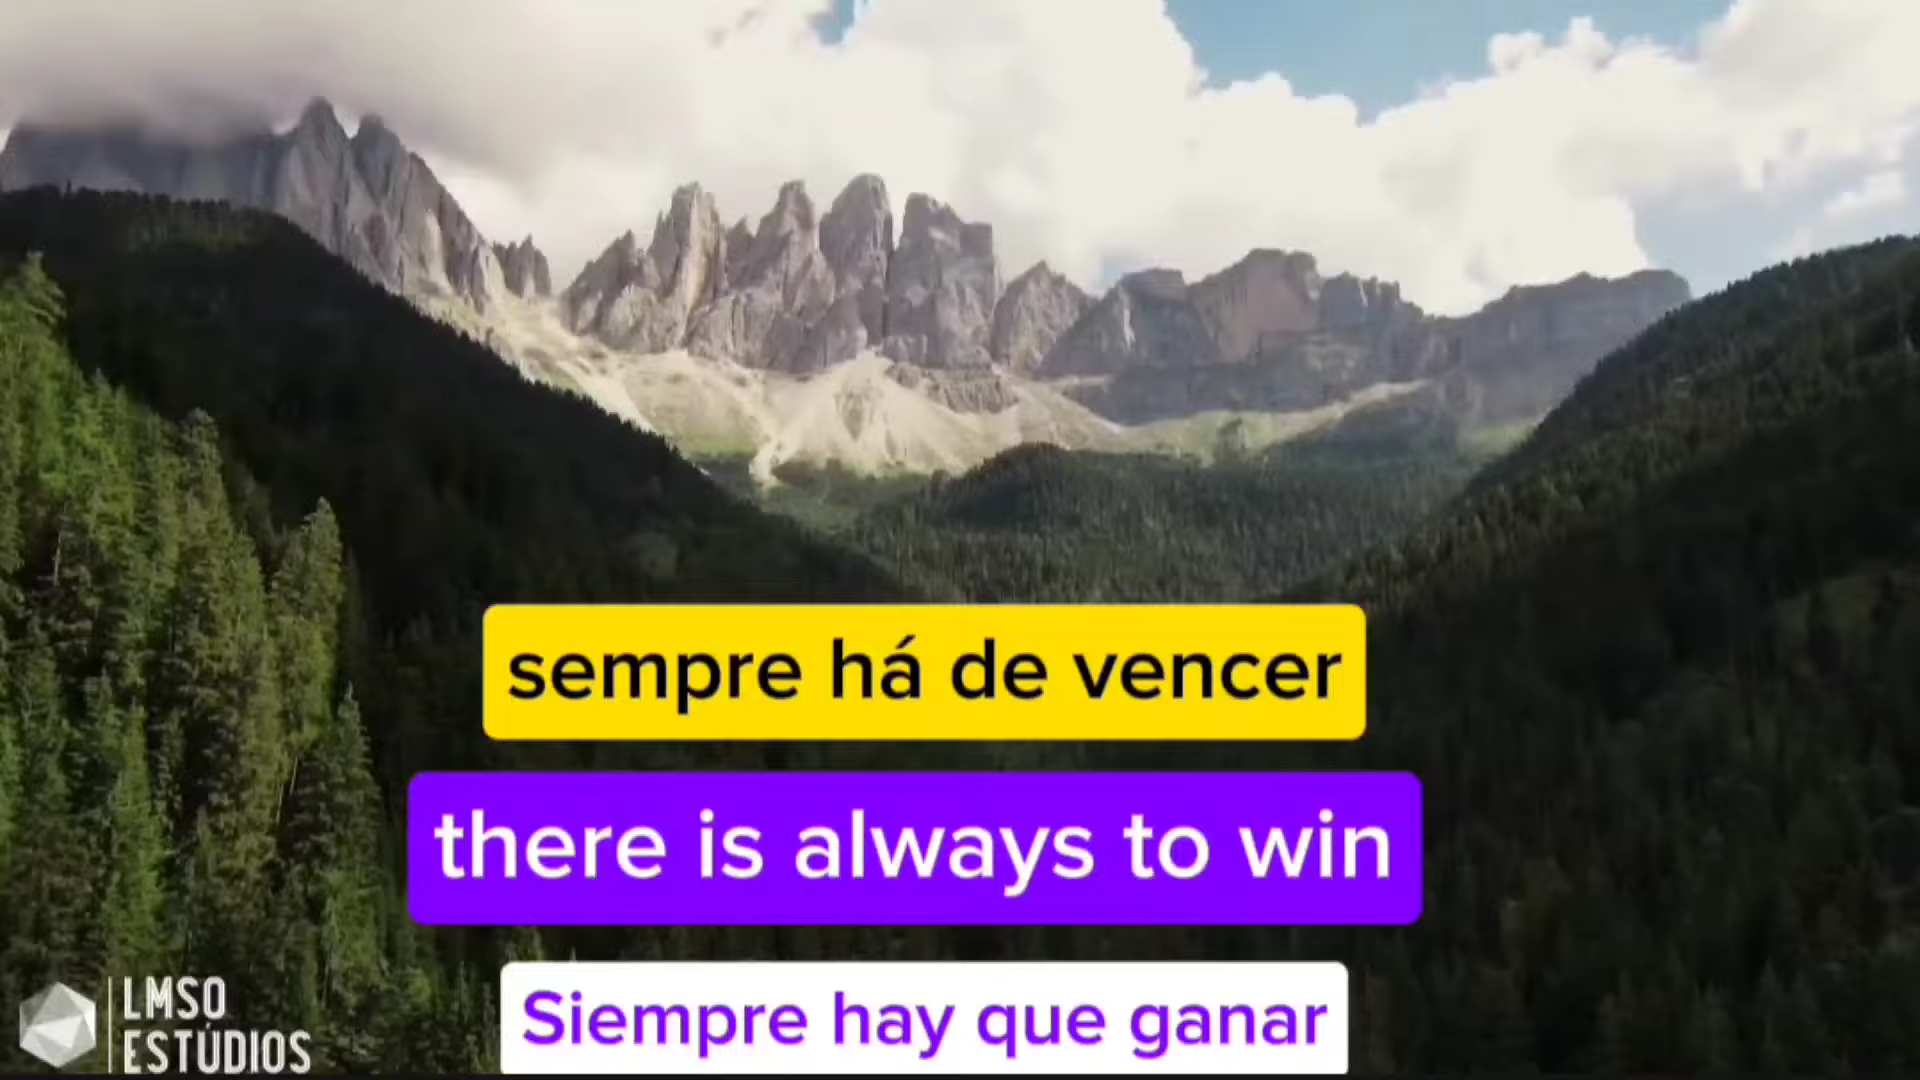 sempre há de vencer
there is always to win
LMSO
ESTÚDIOS
Siempre hay que ganar